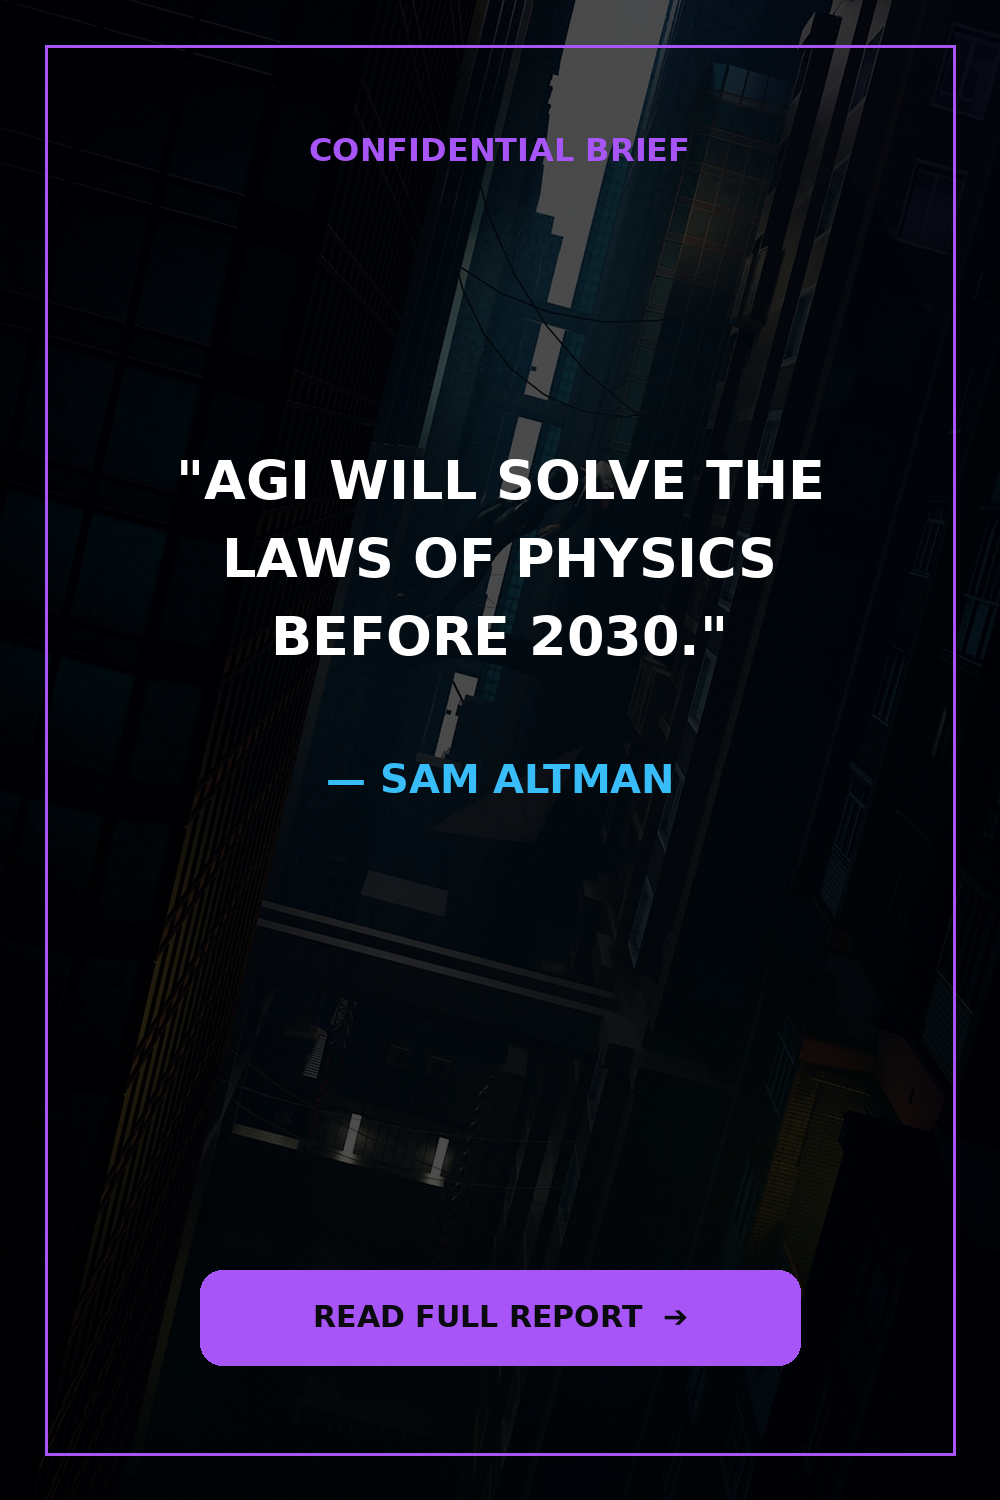 CONFIDENTIAL BRIEF
"AGI WILL SOLVE THE
LAWS OF PHYSICS
BEFORE 2030."
— SAM ALTMAN
READ FULL REPORT ➔